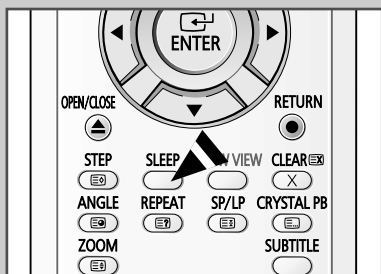 ENTER
OPEN/CLOSE RETURN
STEP SLEEP VIEW CLEAR
X
ANGLE REPEAT SP/LP CRYSTAL PB
?
ZOOM SUBTITLE